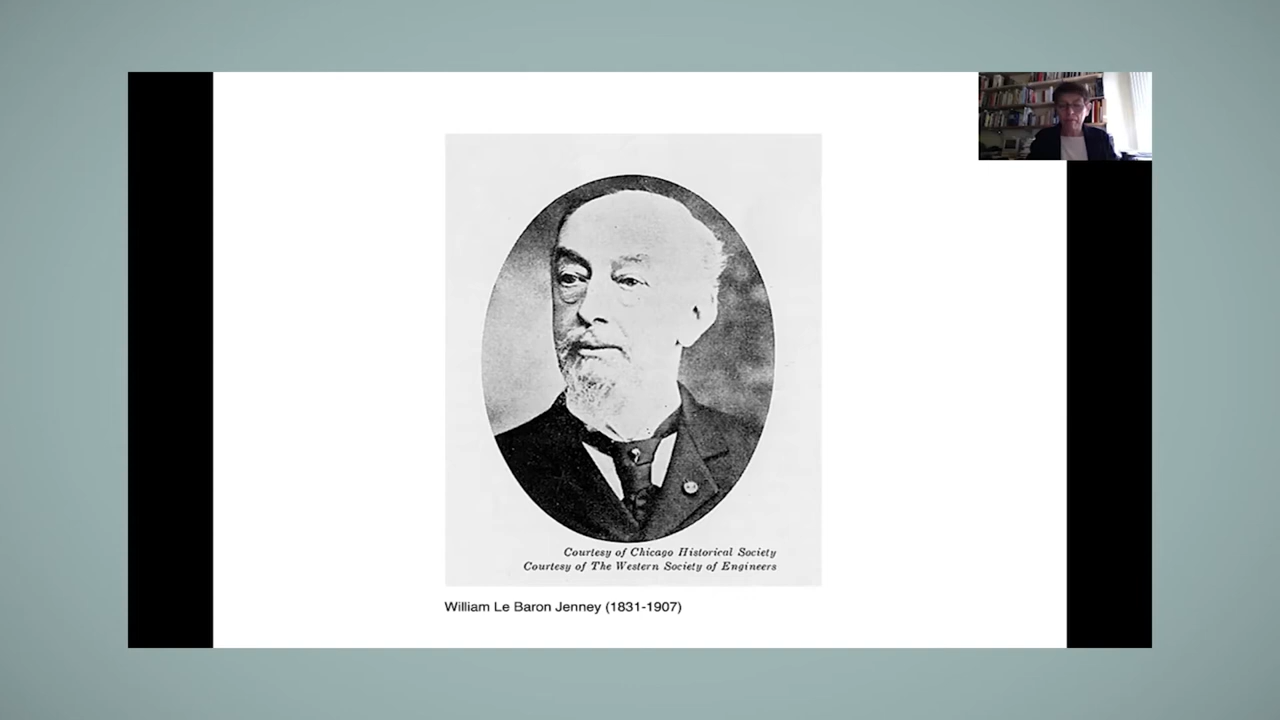 Courtesy of Chicago Historical Society
Courtesy of The Western Society of Engineers
William Le Baron Jenney (1831-1907)